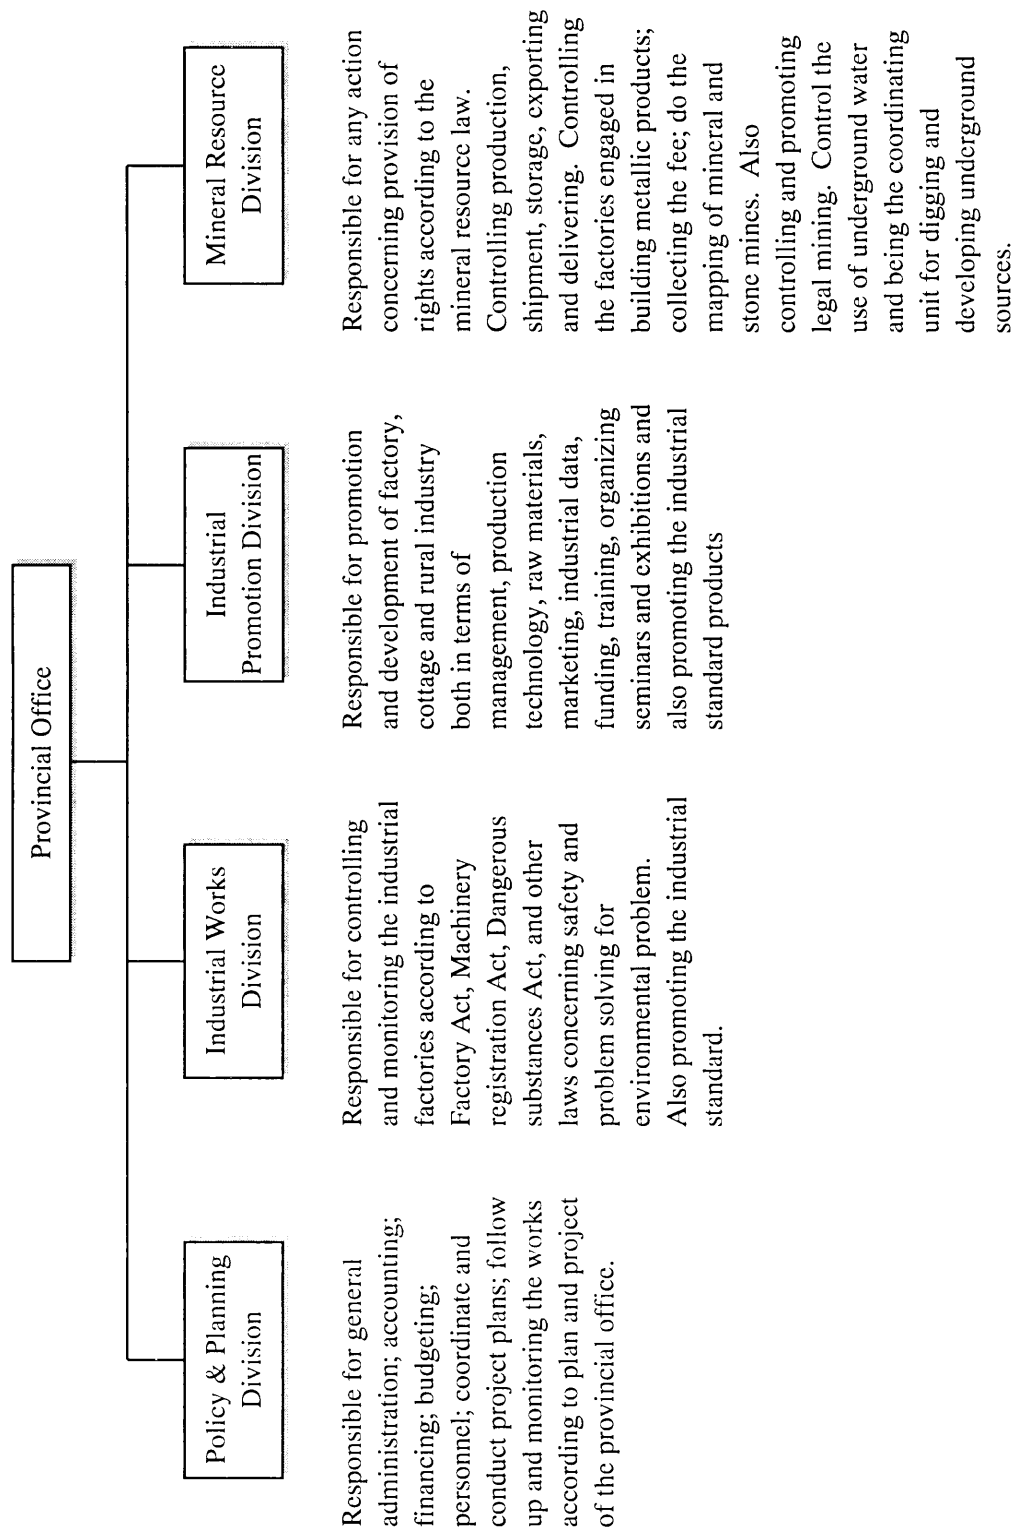 Provincial Office
Policy & Planning
Division
Industrial Works
Division
Industrial
Promotion Division
Mineral Resource
Division
Responsible for general
administration; accounting;
financing; budgeting;
personnel; coordinate and
conduct project plans; follow
up and monitoring the works
according to plan and project
of the provincial office.
Responsible for controlling
and monitoring the industrial
factories according to
Factory Act, Machinery
registration Act, Dangerous
substances Act, and other
laws concerning safety and
problem solving for
environmental problem.
Also promoting the industrial
standard.
Responsible for promotion
and development of factory,
cottage and rural industry
both in terms of
management, production
technology, raw materials,
marketing, industrial data,
funding, training, organizing
seminars and exhibitions and
also promoting the industrial
standard products
Responsible for any action
concerning provision of
rights according to the
mineral resource law.
Controlling production,
shipment, storage, exporting
and delivering. Controlling
the factories engaged in
building metallic products;
collecting the fee; do the
mapping of mineral and
stone mines. Also
controlling and promoting
legal mining. Control the
use of underground water
and being the coordinating
unit for digging and
developing underground
sources.